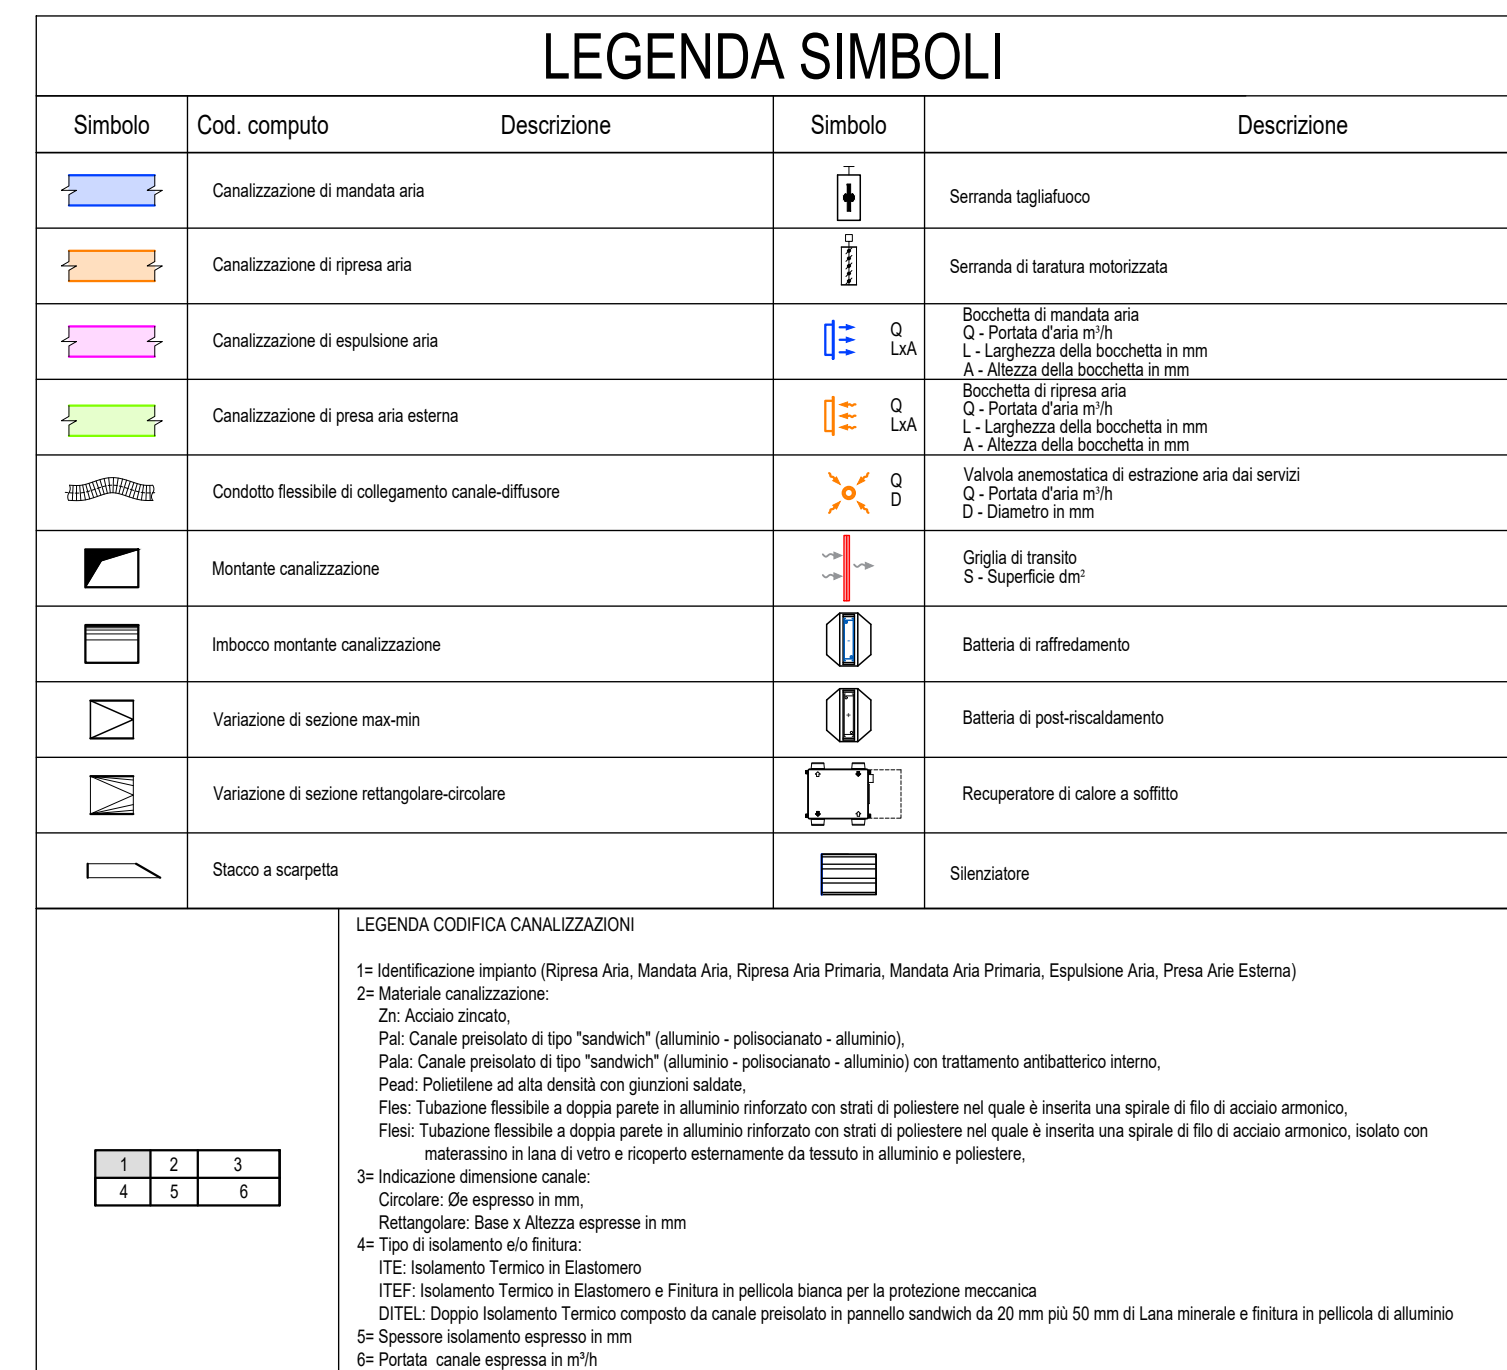 LEGENDA SIMBOLI
Simbolo Cod. computo Descrizione Simbolo Descrizione
Canalizzazione di mandata aria
Serranda tagliafuoco
Canalizzazione di ripresa aria
Serranda di taratura motorizzata
Canalizzazione di espulsione aria
Q
LxA
Bocchetta di mandata aria
Q - Portata d'aria m³/h
L - Larghezza della bocchetta in mm
A - Altezza della bocchetta in mm
Canalizzazione di presa aria esterna
Q
LxA
Bocchetta di ripresa aria
Q - Portata d'aria m³/h
L - Larghezza della bocchetta in mm
A - Altezza della bocchetta in mm
Condotto flessibile di collegamento canale-diffusore
Q
D
Valvola anemostatica di estrazione aria dai servizi
Q - Portata d'aria m³/h
D - Diametro in mm
Montante canalizzazione
Griglia di transito
S - Superficie dm²
Imbocco montante canalizzazione
Batteria di raffredamento
Variazione di sezione max-min
Batteria di post-riscaldamento
Variazione di sezione rettangolare-circolare
Recuperatore di calore a soffitto
Stacco a scarpetta
Silenziatore
1 2 3
4 5 6
LEGENDA CODIFICA CANALIZZAZIONI
1= Identificazione impianto (Ripresa Aria, Mandata Aria, Ripresa Aria Primaria, Mandata Aria Primaria, Espulsione Aria, Presa Arie Esterna)
2= Materiale canalizzazione:
Zn: Acciaio zincato,
Pal: Canale preisolato di tipo "sandwich" (alluminio - polisocianato - alluminio),
Pala: Canale preisolato di tipo "sandwich" (alluminio - polisocianato - alluminio) con trattamento antibatterico interno,
Pead: Polietilene ad alta densità con giunzioni saldate,
Fles: Tubazione flessibile a doppia parete in alluminio rinforzato con strati di poliestere nel quale è inserita una spirale di filo di acciaio armonico,
Flesi: Tubazione flessibile a doppia parete in alluminio rinforzato con strati di poliestere nel quale è inserita una spirale di filo di acciaio armonico, isolato con
materassino in lana di vetro e ricoperto esternamente da tessuto in alluminio e poliestere,
3= Indicazione dimensione canale:
Circolare: Øe espresso in mm,
Rettangolare: Base x Altezza espresse in mm
4= Tipo di isolamento e/o finitura:
ITE: Isolamento Termico in Elastomero
ITEF: Isolamento Termico in Elastomero e Finitura in pellicola bianca per la protezione meccanica
DITEL: Doppio Isolamento Termico composto da canale preisolato in pannello sandwich da 20 mm più 50 mm di Lana minerale e finitura in pellicola di alluminio
5= Spessore isolamento espresso in mm
6= Portata canale espressa in m³/h